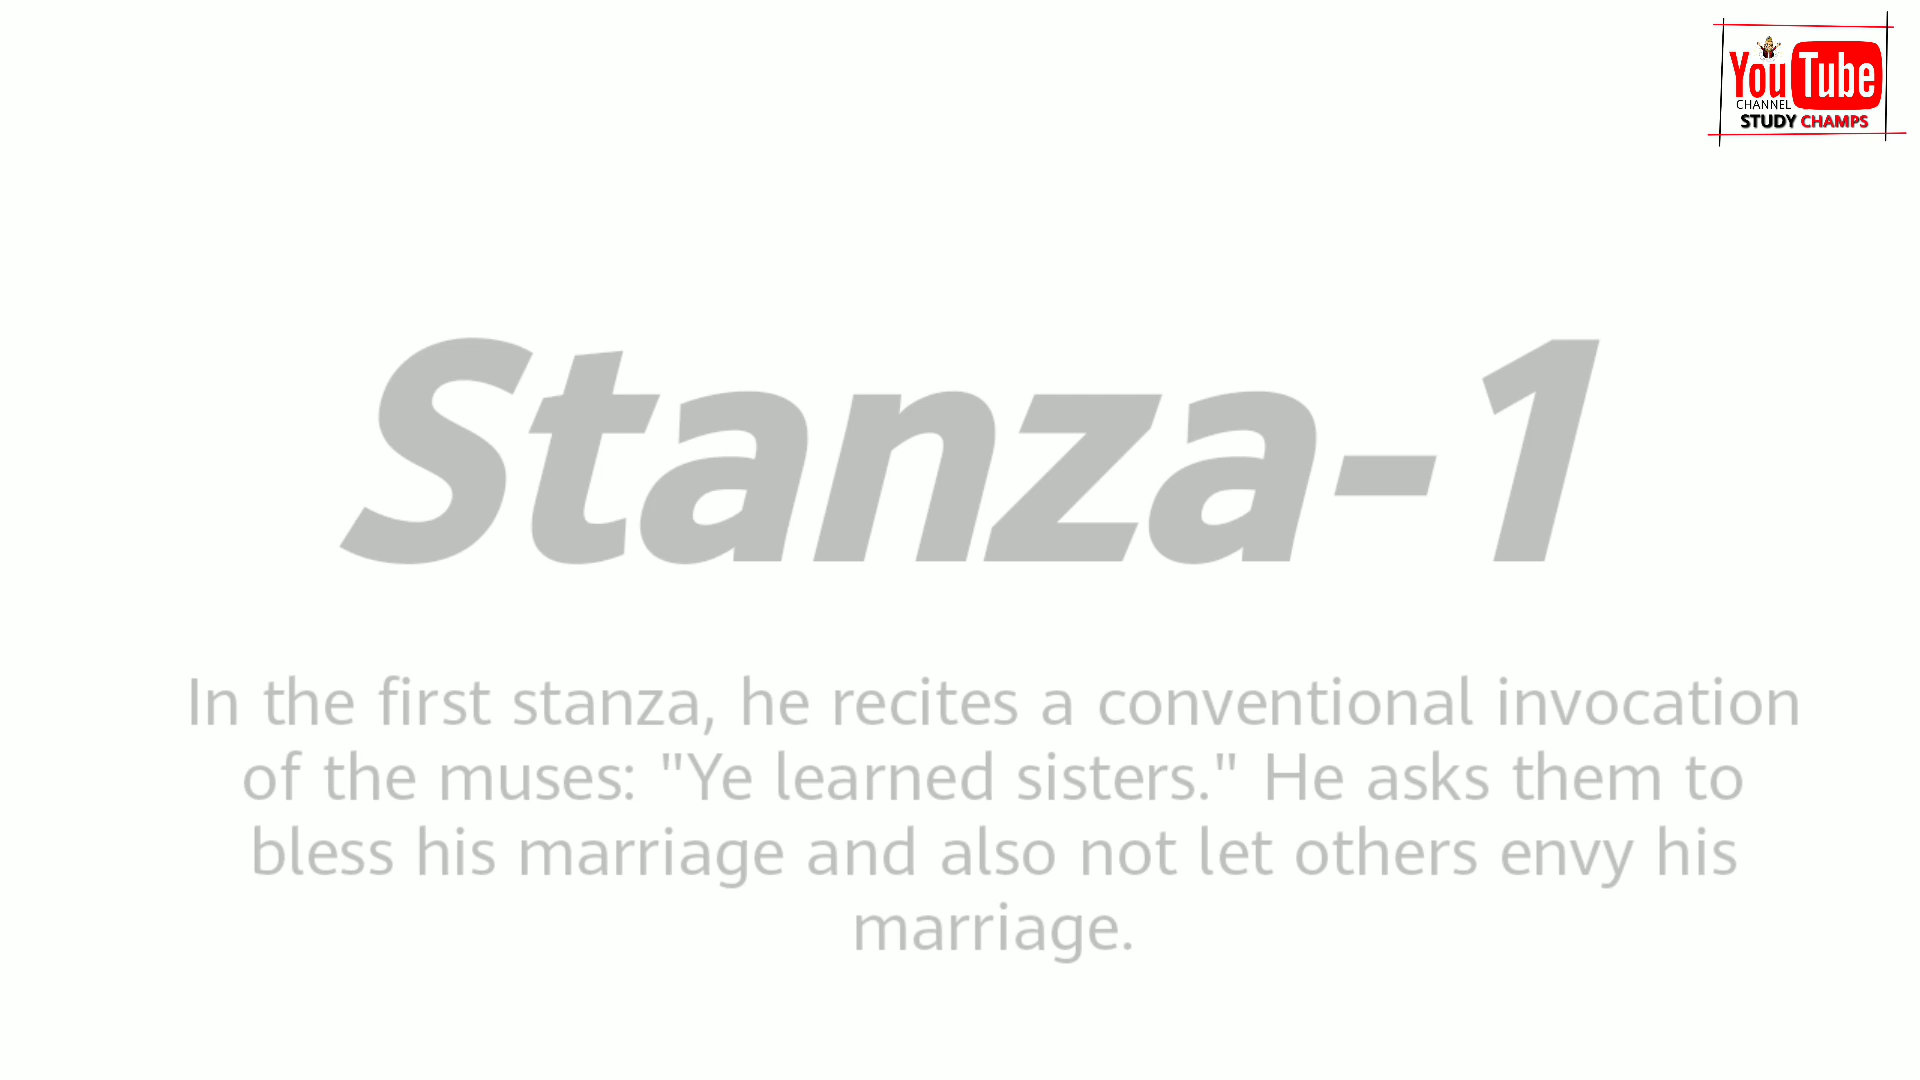 You Tube
CHANNEL
STUDY CHAMPS
Stanza-1
In the first stanza, he recites a conventional invocation
of the muses: "Ye learned sisters." He asks them to
bless his marriage and also not let others envy his
marriage.